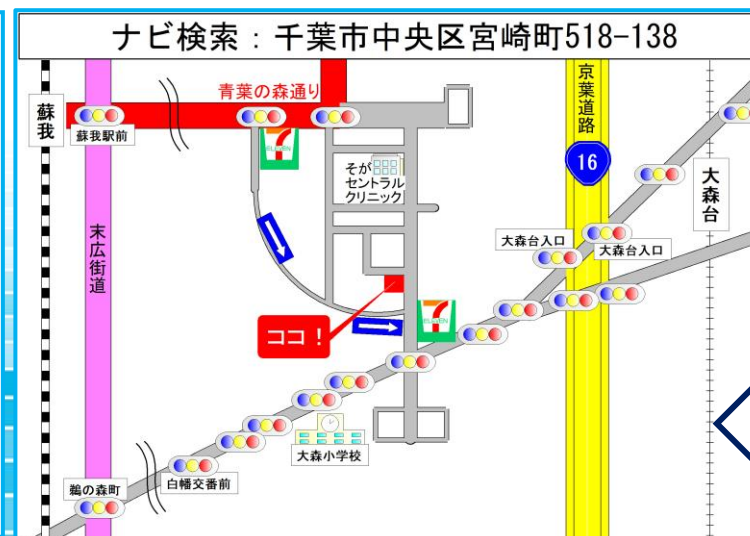 ナビ検索：千葉市中央区宮崎町518-138
蘇我
青葉の森通り
蘇我駅前
末広街道
7
ELEVEN
そが
セントラル
クリニック
京葉道路
16
大森台
大森台入口
大森台入口
ココ！
7
ELEVEN
大森小学校
白幡交番前
鵜の森町